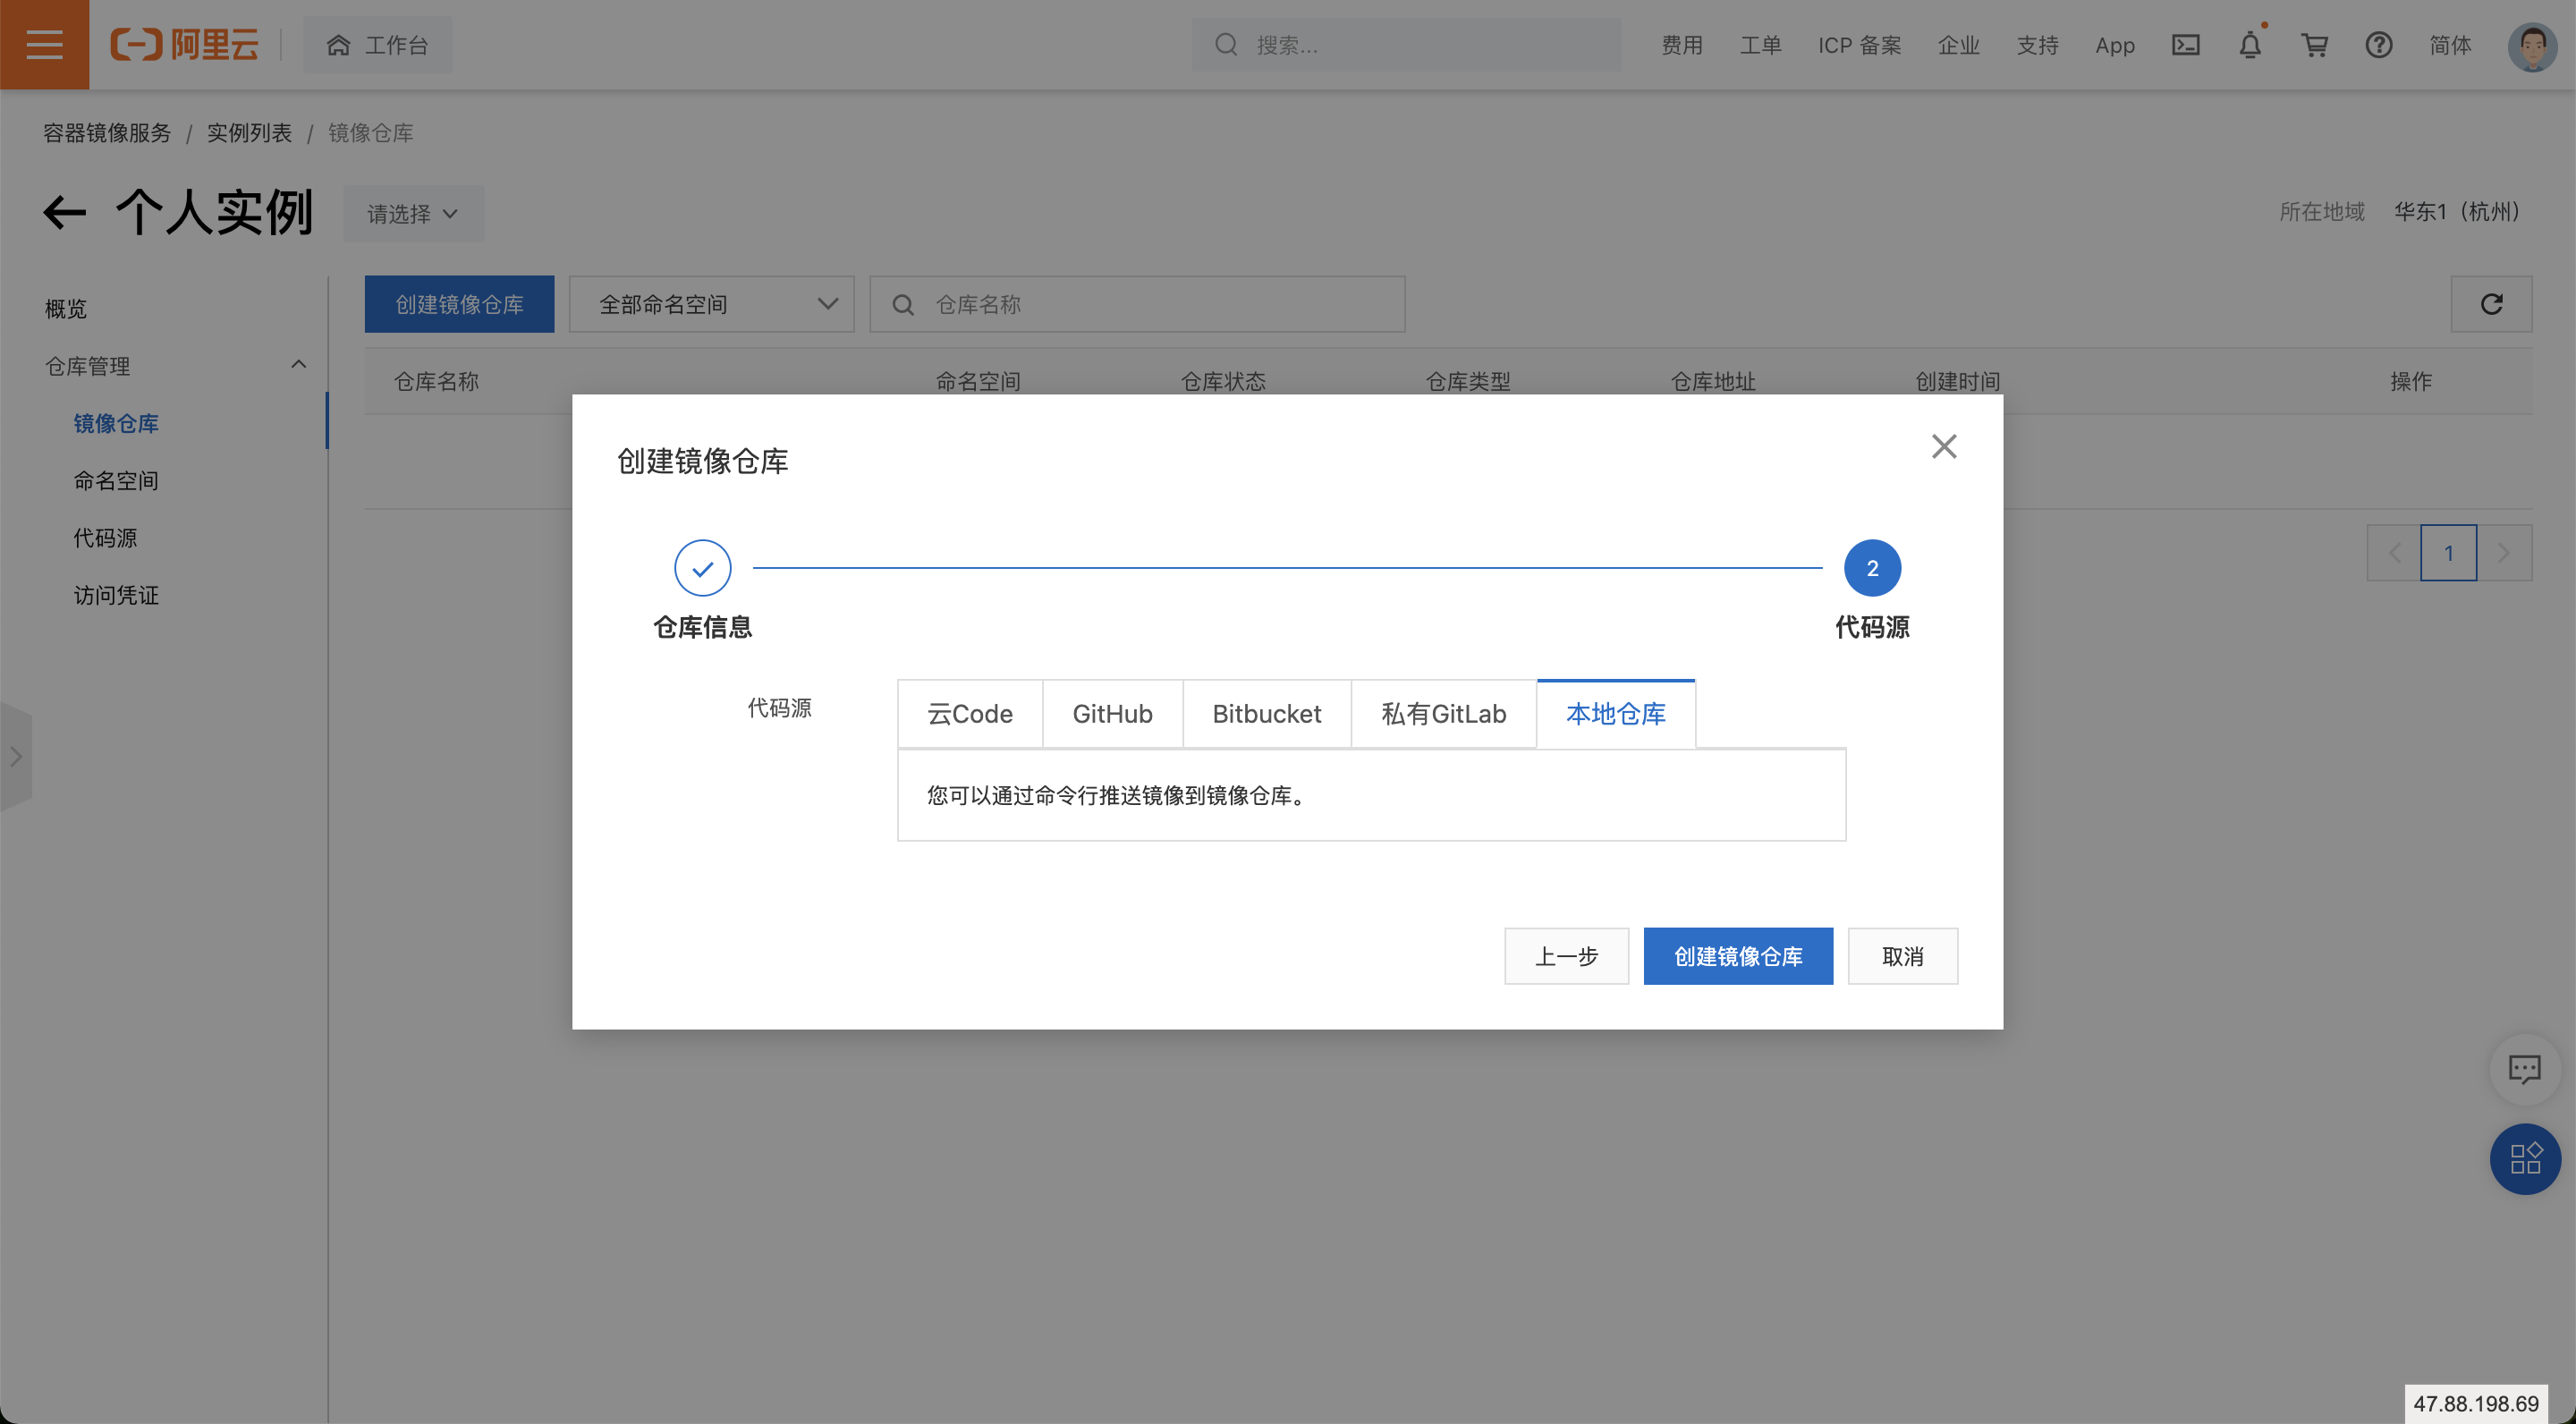 阿里云
工作台
搜索...
费用 工单 ICP 备案 企业 支持 App 简体
容器镜像服务 / 实例列表 / 镜像仓库
个人实例
请选择
所在地域 华东1（杭州）
概览
仓库管理
镜像仓库
命名空间
代码源
访问凭证
创建镜像仓库
全部命名空间
仓库名称
仓库名称 命名空间 仓库状态 仓库类型 仓库地址 创建时间 操作
1
创建镜像仓库
2
仓库信息
代码源
代码源
云Code GitHub Bitbucket 私有GitLab 本地仓库
您可以通过命令行推送镜像到镜像仓库。
上一步 创建镜像仓库 取消
47.88.198.69